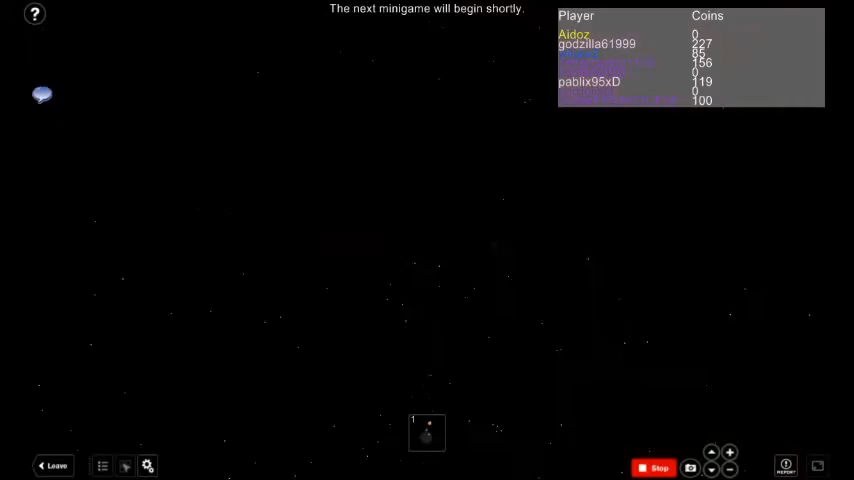 The next minigame will begin shortly.
?
Player Coins
Aidoz 0
godzilla61999 227
85
156
0
pablix95xD 119
0
100
1
Leave
Stop
REPORT